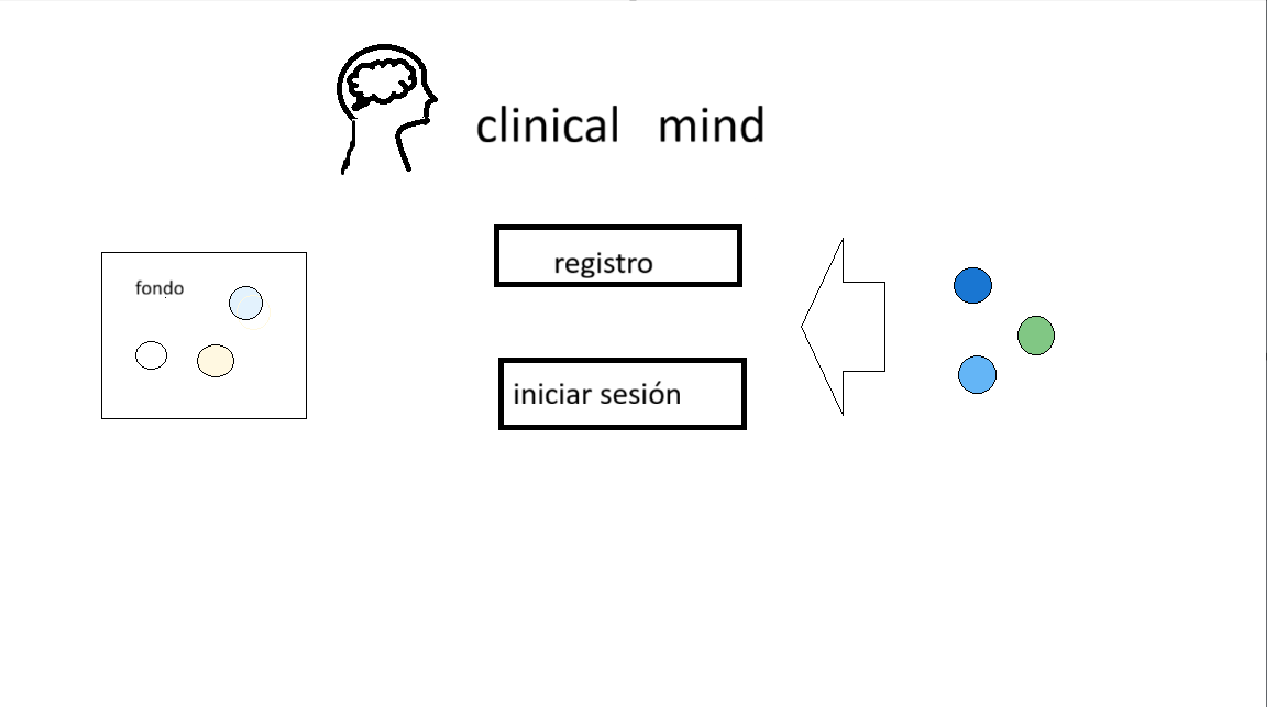 clinical mind
registro
fondo
iniciar sesión